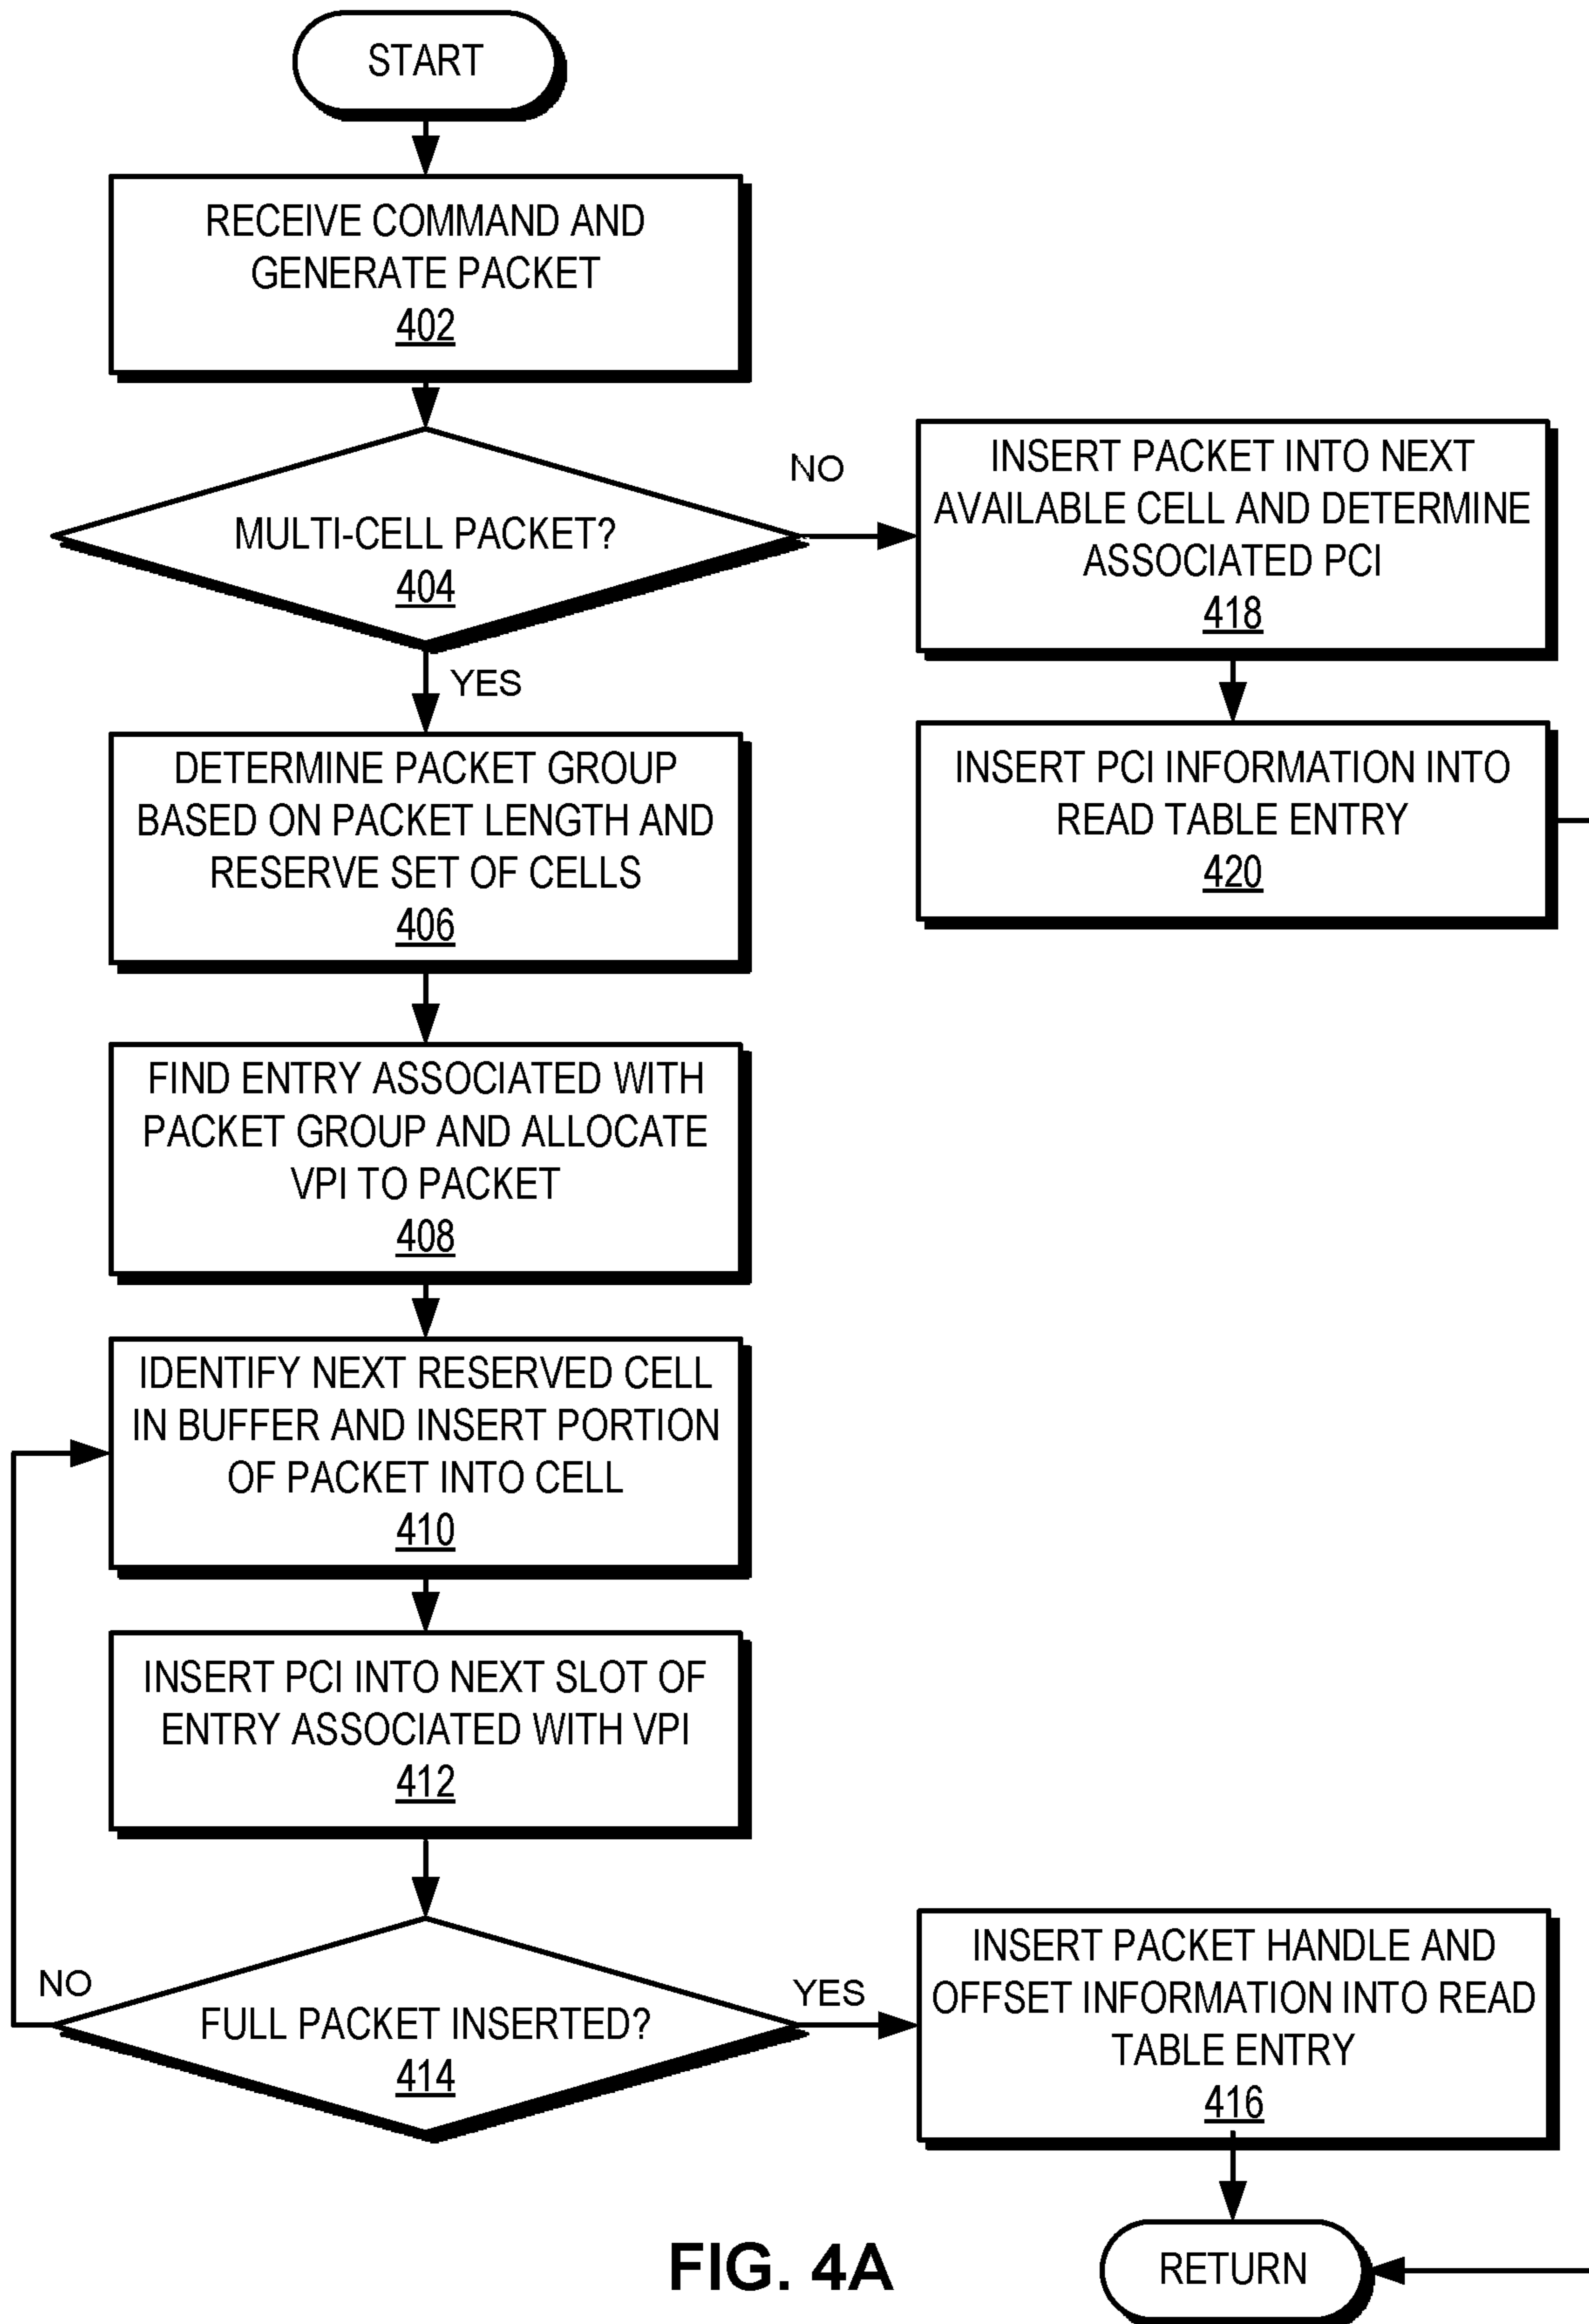 START
RECEIVE COMMAND AND
GENERATE PACKET
402
MULTI-CELL PACKET?
404
NO
YES
INSERT PACKET INTO NEXT
AVAILABLE CELL AND DETERMINE
ASSOCIATED PCI
418
INSERT PCI INFORMATION INTO
READ TABLE ENTRY
420
DETERMINE PACKET GROUP
BASED ON PACKET LENGTH AND
RESERVE SET OF CELLS
406
FIND ENTRY ASSOCIATED WITH
PACKET GROUP AND ALLOCATE
VPI TO PACKET
408
IDENTIFY NEXT RESERVED CELL
IN BUFFER AND INSERT PORTION
OF PACKET INTO CELL
410
INSERT PCI INTO NEXT SLOT OF
ENTRY ASSOCIATED WITH VPI
412
NO
FULL PACKET INSERTED?
414
YES
INSERT PACKET HANDLE AND
OFFSET INFORMATION INTO READ
TABLE ENTRY
416
RETURN
FIG. 4A